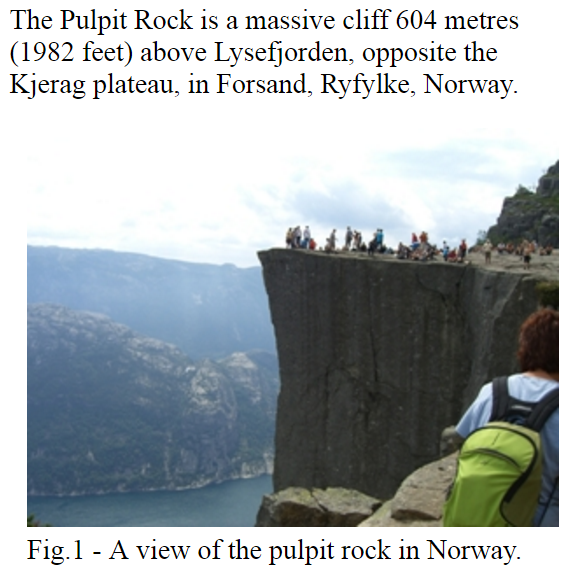 The Pulpit Rock is a massive cliff 604 metres
(1982 feet) above Lysefjorden, opposite the
Kjerag plateau, in Forsand, Ryfylke, Norway.
Fig.1 - A view of the pulpit rock in Norway.